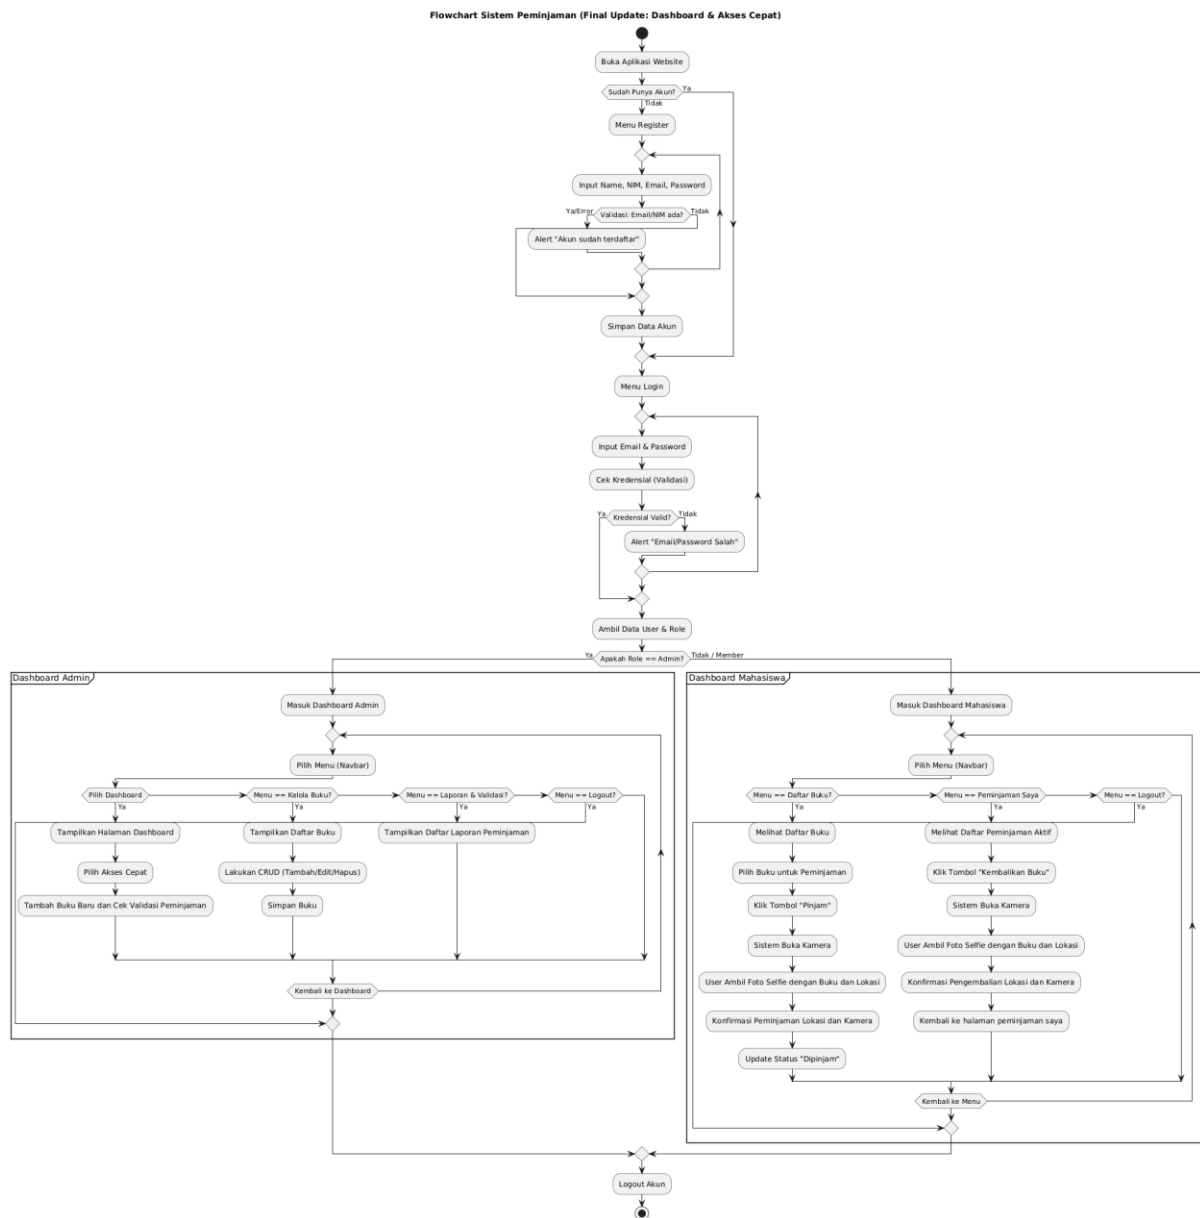 Flowchart Sistem Peminjaman (Final Update: Dashboard & Akses Cepat)
Buka Aplikasi Website
Sudah Punya Akun?
Ya
Tidak
Menu Register
Input Name, NIM, Email, Password
Ya/Error
Validasi: Email/NIM ada?
Tidak
Alert "Akun sudah terdaftar"
Simpan Data Akun
Menu Login
Input Email & Password
Cek Kredensial (Validasi)
Ya
Kredensial Valid?
Tidak
Alert "Email/Password Salah"
Ambil Data User & Role
Ya
Apakah Role == Admin?
Tidak / Member
Dashboard Admin
Masuk Dashboard Admin
Pilih Menu (Navbar)
Pilih Dashboard
Ya
Menu == Kelola Buku?
Ya
Menu == Laporan & Validasi?
Ya
Menu == Logout?
Ya
Tampilkan Halaman Dashboard
Pilih Akses Cepat
Tambah Buku Baru dan Cek Validasi Peminjaman
Tampilkan Daftar Buku
Lakukan CRUD (Tambah/Edit/Hapus)
Simpan Buku
Tampilkan Daftar Laporan Peminjaman
Kembali ke Dashboard
Dashboard Mahasiswa
Masuk Dashboard Mahasiswa
Pilih Menu (Navbar)
Menu == Daftar Buku?
Ya
Menu == Peminjaman Saya
Ya
Menu == Logout?
Ya
Melihat Daftar Buku
Pilih Buku untuk Peminjaman
Klik Tombol "Pinjam"
Sistem Buka Kamera
User Ambil Foto Selfie dengan Buku dan Lokasi
Konfirmasi Peminjaman Lokasi dan Kamera
Update Status "Dipinjam"
Melihat Daftar Peminjaman Aktif
Klik Tombol "Kembalikan Buku"
Sistem Buka Kamera
User Ambil Foto Selfie dengan Buku dan Lokasi
Konfirmasi Pengembalian Lokasi dan Kamera
Kembali ke halaman peminjaman saya
Kembali ke Menu
Logout Akun